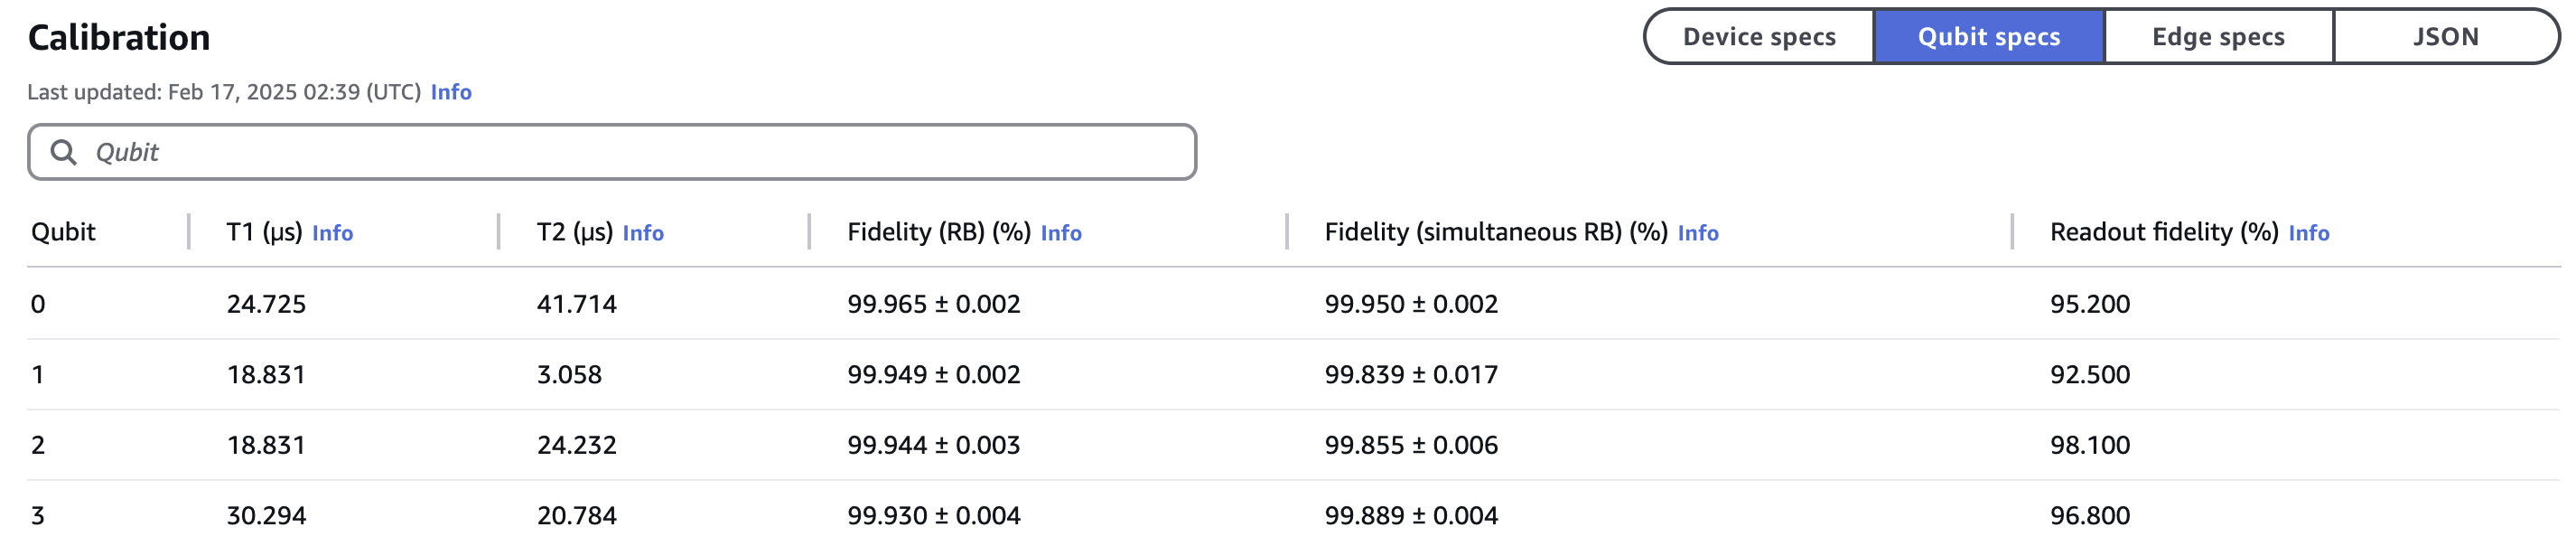 Calibration
Device specs Qubit specs Edge specs JSON
Last updated: Feb 17, 2025 02:39 (UTC) Info
Qubit
Qubit T1 (μs) Info T2 (μs) Info Fidelity (RB) (%) Info Fidelity (simultaneous RB) (%) Info Readout fidelity (%) Info
0 24.725 41.714 99.965 ± 0.002 99.950 ± 0.002 95.200
1 18.831 3.058 99.949 ± 0.002 99.839 ± 0.017 92.500
2 18.831 24.232 99.944 ± 0.003 99.855 ± 0.006 98.100
3 30.294 20.784 99.930 ± 0.004 99.889 ± 0.004 96.800